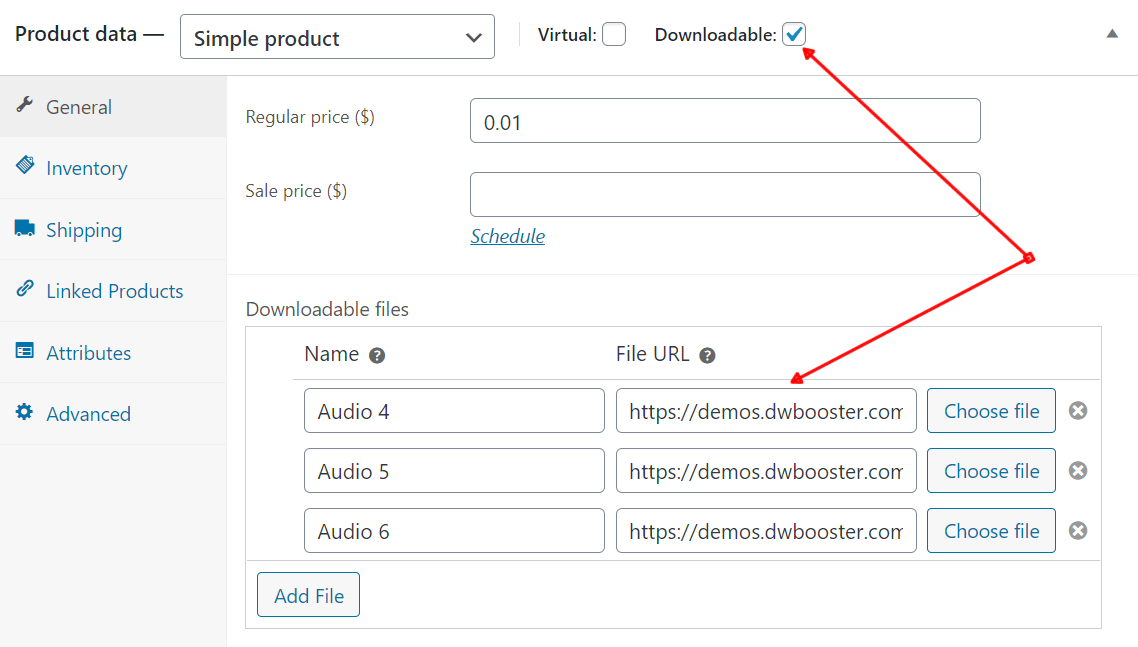 Product data — Simple product Virtual: Downloadable:
General
Inventory
Shipping
Linked Products
Attributes
Advanced
Regular price ($) 0.01
Sale price ($)
Schedule
Downloadable files
Name ? File URL ?
Audio 4 https://demos.dwbooster.com Choose file
Audio 5 https://demos.dwbooster.com Choose file
Audio 6 https://demos.dwbooster.com Choose file
Add File